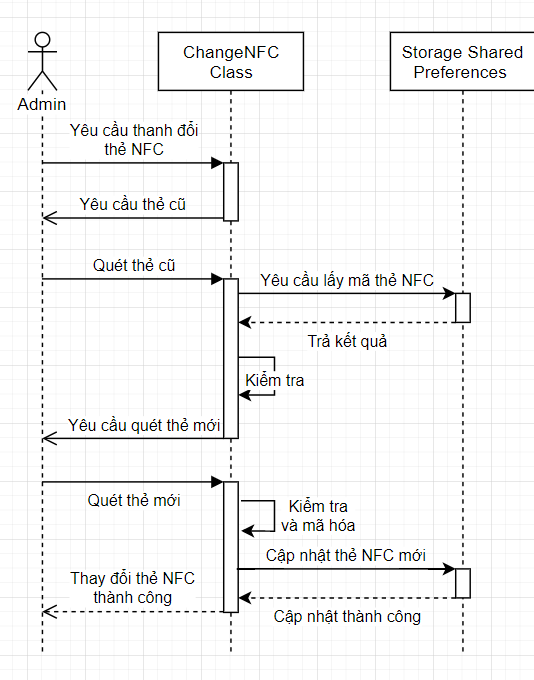 ChangeNFC
Class
Storage Shared
Preferences
Admin
Yêu cầu thanh đỗi
thẻ NFC
Yêu cầu thẻ cũ
Quét thẻ cũ
Yêu cầu lấy mã thẻ NFC
Trả kết quả
Kiểm tra
Yêu cầu quét thẻ mới
Quét thẻ mới
Kiểm tra
và mã hóa
Cập nhật thẻ NFC mới
Thay đổi thẻ NFC
thành công
Cập nhật thành công